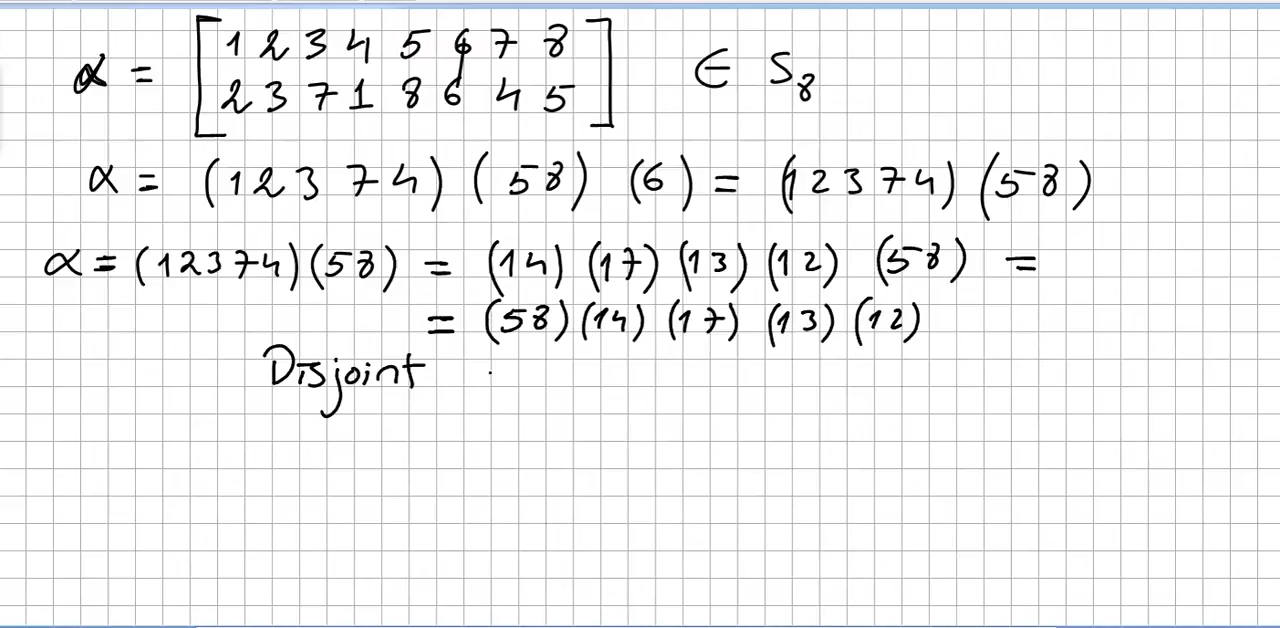 α = [ 1 2 3 4 5 6 7 8 ] ∈ S₈
[ 2 3 7 1 8 6 4 5 ]
α = (1 2 3 7 4) (5 8) (6) = (1 2 3 7 4) (5 8)
α = (1 2 3 7 4)(5 8) = (1 4) (1 7) (1 3) (1 2) (5 8) =
= (5 8)(1 4) (1 7) (1 3) (1 2)
Disjoint